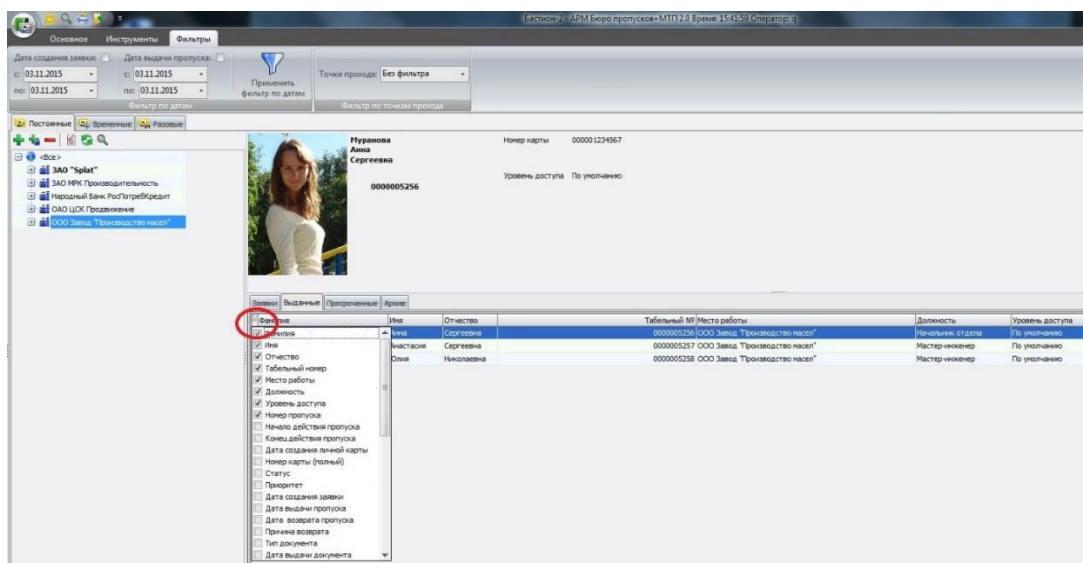 Бастион-2 - АРМ Бюро пропусков+МТП 2.0 Время: 15:41:59 Оператор: q
Основное Инструменты Фильтры
Дата создания заявки: Дата выдачи пропуска:
с: 03.11.2015 с: 03.11.2015
по: 03.11.2015 по: 03.11.2015
Применить
фильтр по датам
Точки прохода: Без фильтра
Фильтр по датам Фильтр по точкам прохода
Постоянные Временные Разовые
<Все>
ЗАО "Splat"
ЗАО МРК Производительность
Народный Банк РосПотребКредит
ОАО ЦСК Продвижение
ООО Завод "Производство масел"
Муранова
Анна
Сергеевна
0000005256
Номер карты 000001234567
Уровень доступа По умолчанию
Заявки Выданные Просроченные Архив
Фамилия Имя Отчество Табельный № Место работы Должность Уровень доступа
Анна Сергеевна 0000005256 ООО Завод "Производство масел" Начальник отдела По умолчанию
Анастасия Сергеевна 0000005257 ООО Завод "Производство масел" Мастер-инженер По умолчанию
Юлия Николаевна 0000005258 ООО Завод "Производство масел" Мастер-инженер По умолчанию
Фамилия
Имя
Отчество
Табельный номер
Место работы
Должность
Уровень доступа
Номер пропуска
Начало действия пропуска
Конец действия пропуска
Дата создания личной карты
Номер карты (полный)
Статус
Приоритет
Дата создания заявки
Дата выдачи пропуска
Дата возврата пропуска
Причина возврата
Тип документа
Дата выдачи документа